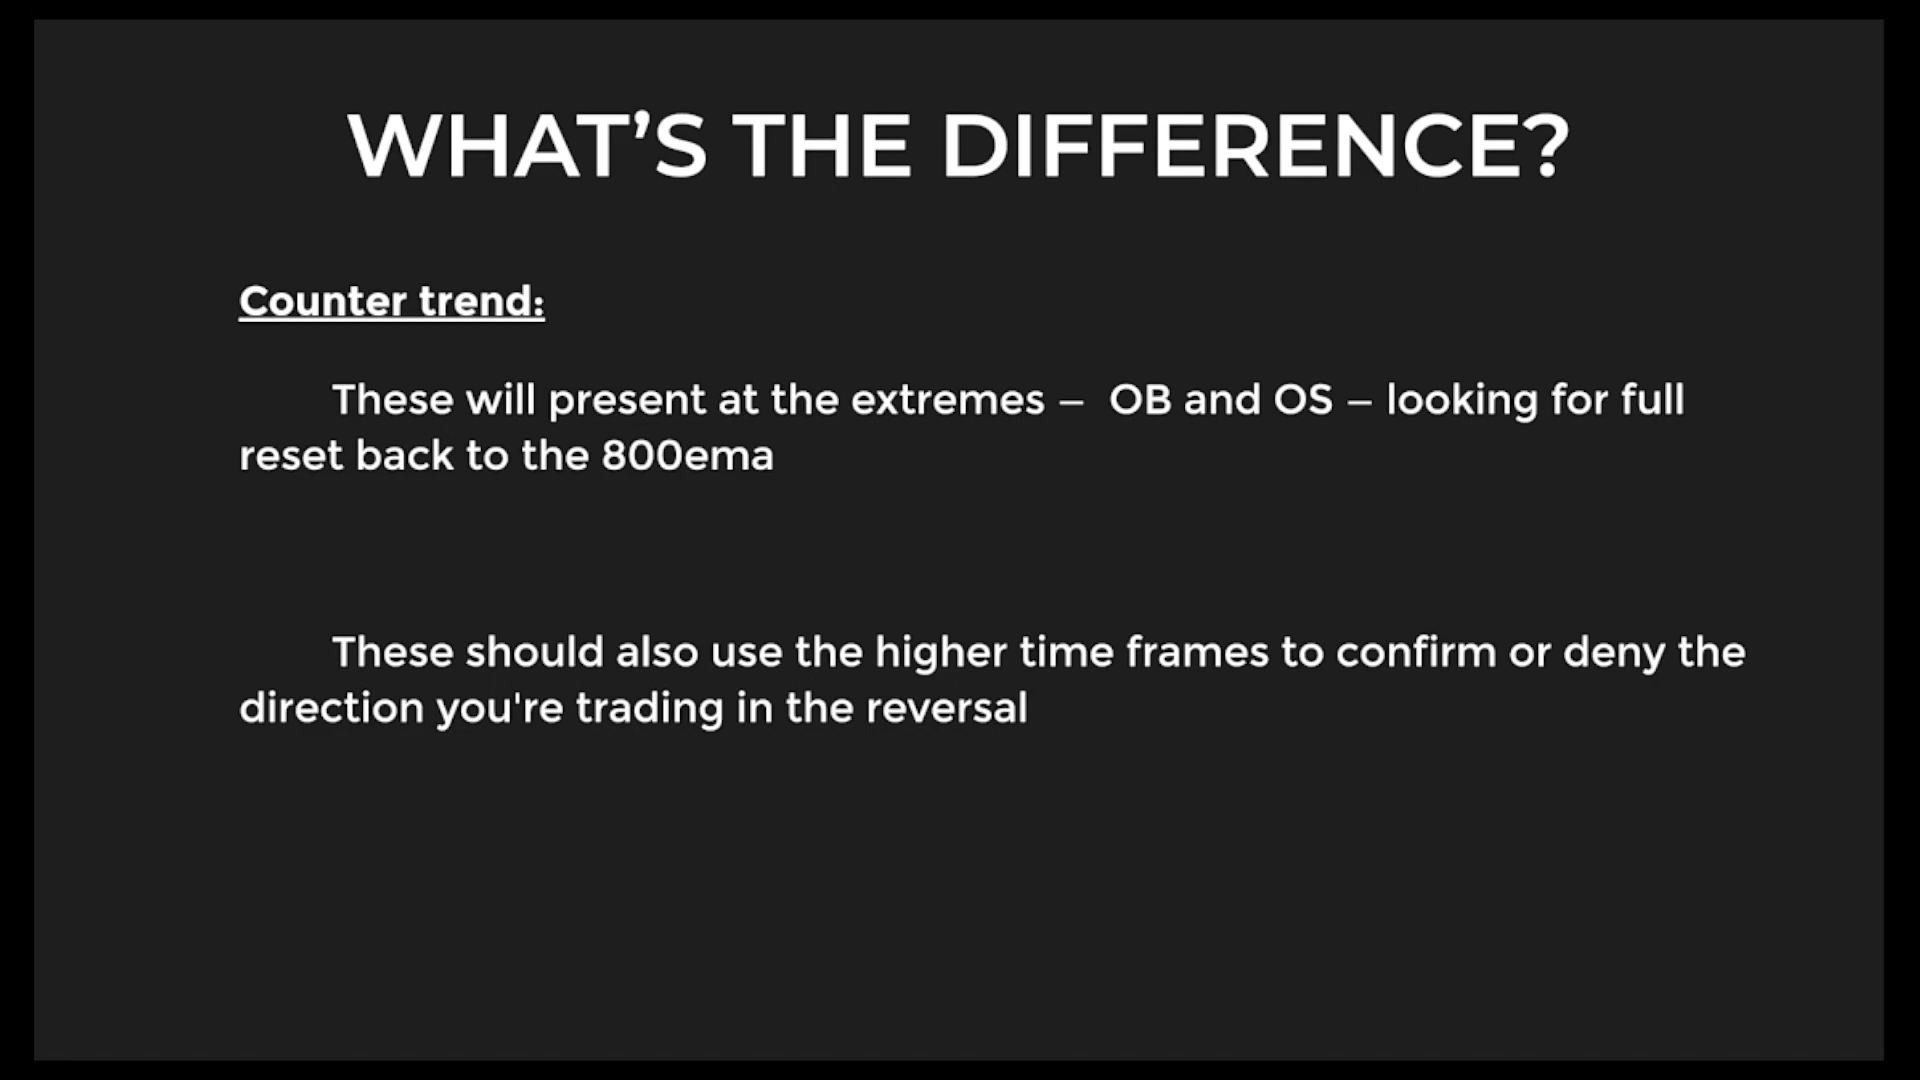 WHAT’S THE DIFFERENCE?
Counter trend:
These will present at the extremes – OB and OS – looking for full
reset back to the 800ema
These should also use the higher time frames to confirm or deny the
direction you're trading in the reversal